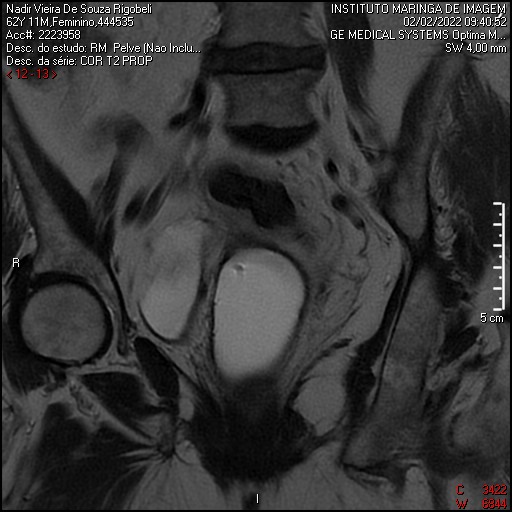 Nadir Vieira De Souza Rigobeli
62Y 11M,Feminino,444535
Acc#: 2223958
Desc. do estudo: RM Pelve (Nao Inclu...
Desc. da série: COR T2 PROP
< 12 - 13 >
INSTITUTO MARINGA DE IMAGEM
02/02/2022 09:40:52
GE MEDICAL SYSTEMS Optima M...
SW 4,00 mm
R
5 cm
I
C 3422
W 6844